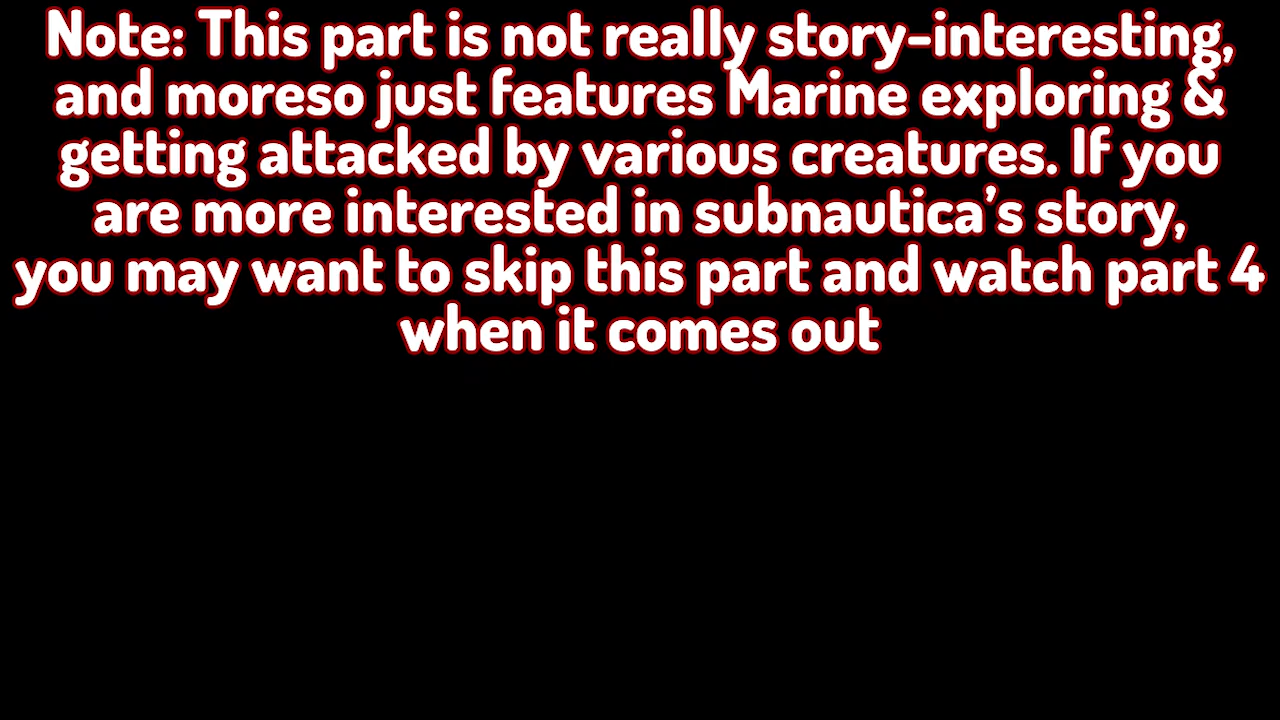 Note: This part is not really story-interesting,
and moreso just features Marine exploring &
getting attacked by various creatures. If you
are more interested in subnautica's story,
you may want to skip this part and watch part 4
when it comes out